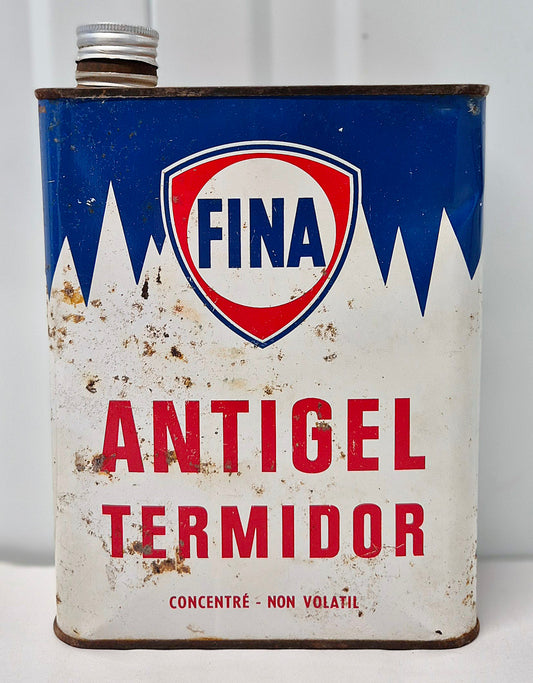 FINA
ANTIGEL
TERMIDOR
CONCENTRÉ - NON VOLATIL